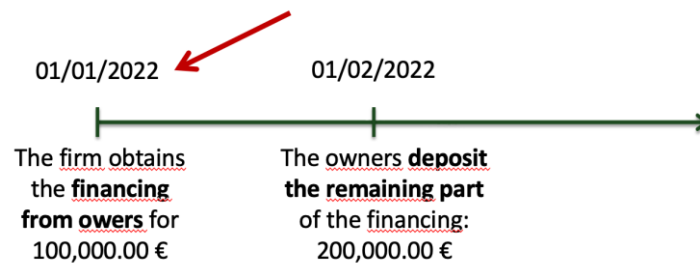 01/01/2022
01/02/2022
The firm obtains
the financing
from owers for
100,000.00 €
The owners deposit
the remaining part
of the financing:
200,000.00 €